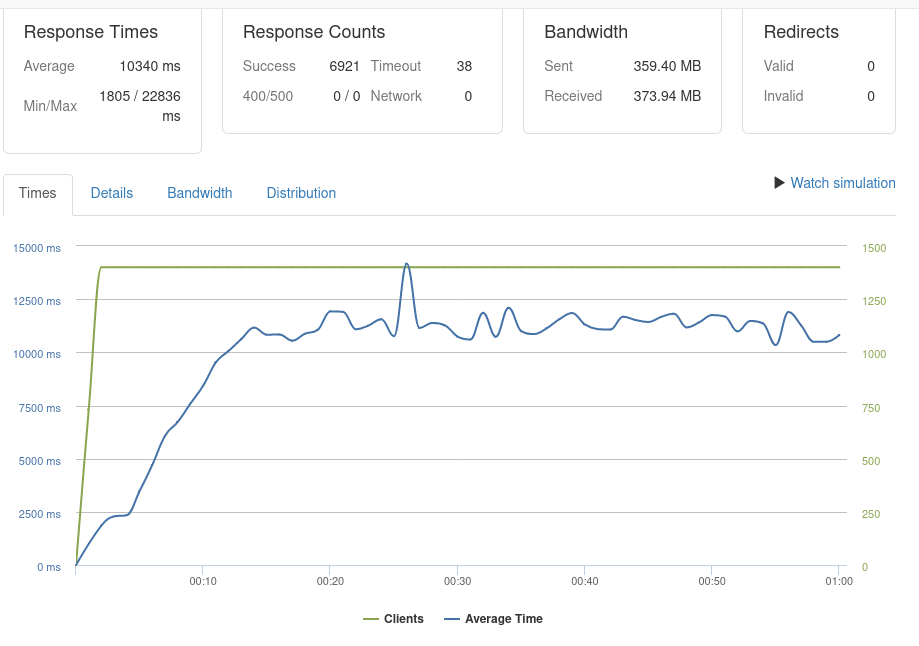 Response Times
Average 10340 ms
Min/Max 1805 / 22836 ms
Response Counts
Success 6921 Timeout 38
400/500 0 / 0 Network 0
Bandwidth
Sent 359.40 MB
Received 373.94 MB
Redirects
Valid 0
Invalid 0
Times Details Bandwidth Distribution
Watch simulation
15000 ms 1500
12500 ms 1250
10000 ms 1000
7500 ms 750
5000 ms 500
2500 ms 250
0 ms 0
00:10 00:20 00:30 00:40 00:50 01:00
Clients Average Time